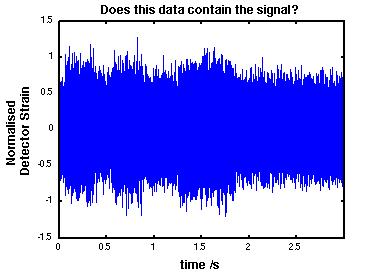 Does this data contain the signal?
Normalised
Detector Strain
1.5
1
0.5
0
-0.5
-1
-1.5
0 0.5 1 1.5 2 2.5
time /s